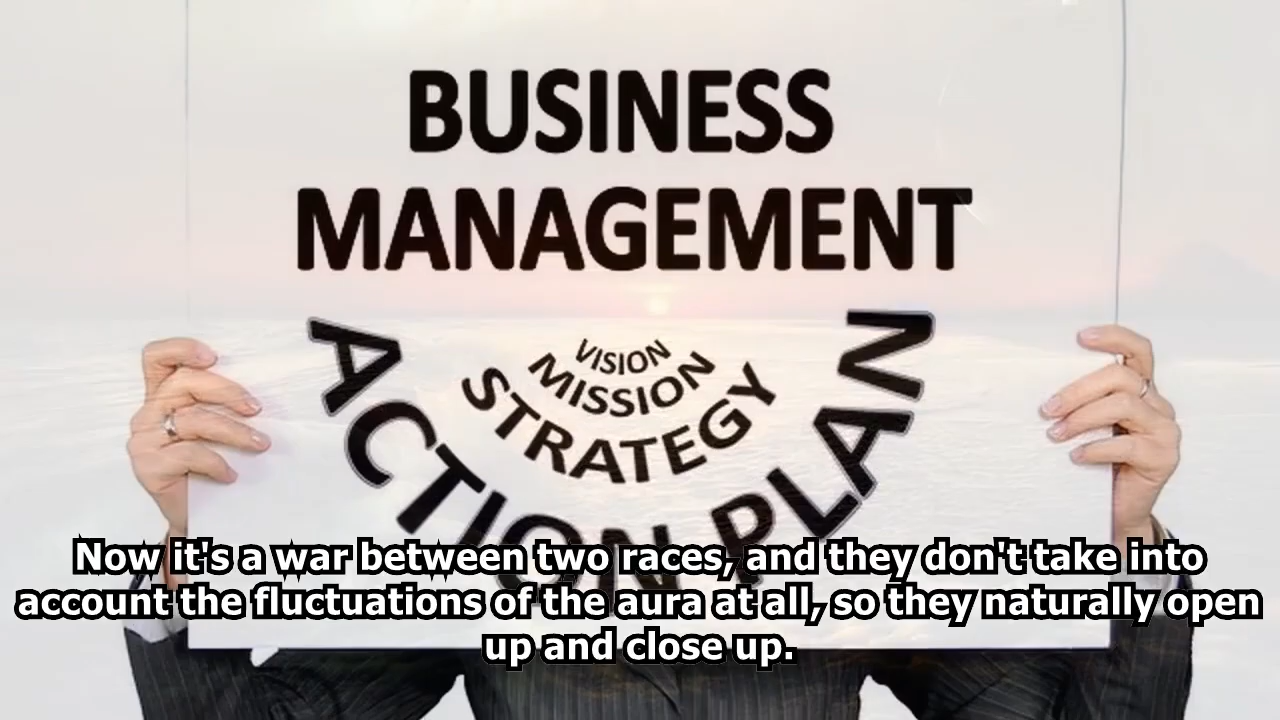 BUSINESS
MANAGEMENT
VISION
MISSION
STRATEGY
ACTION PLAN
Now it's a war between two races, and they don't take into
account the fluctuations of the aura at all, so they naturally open
up and close up.